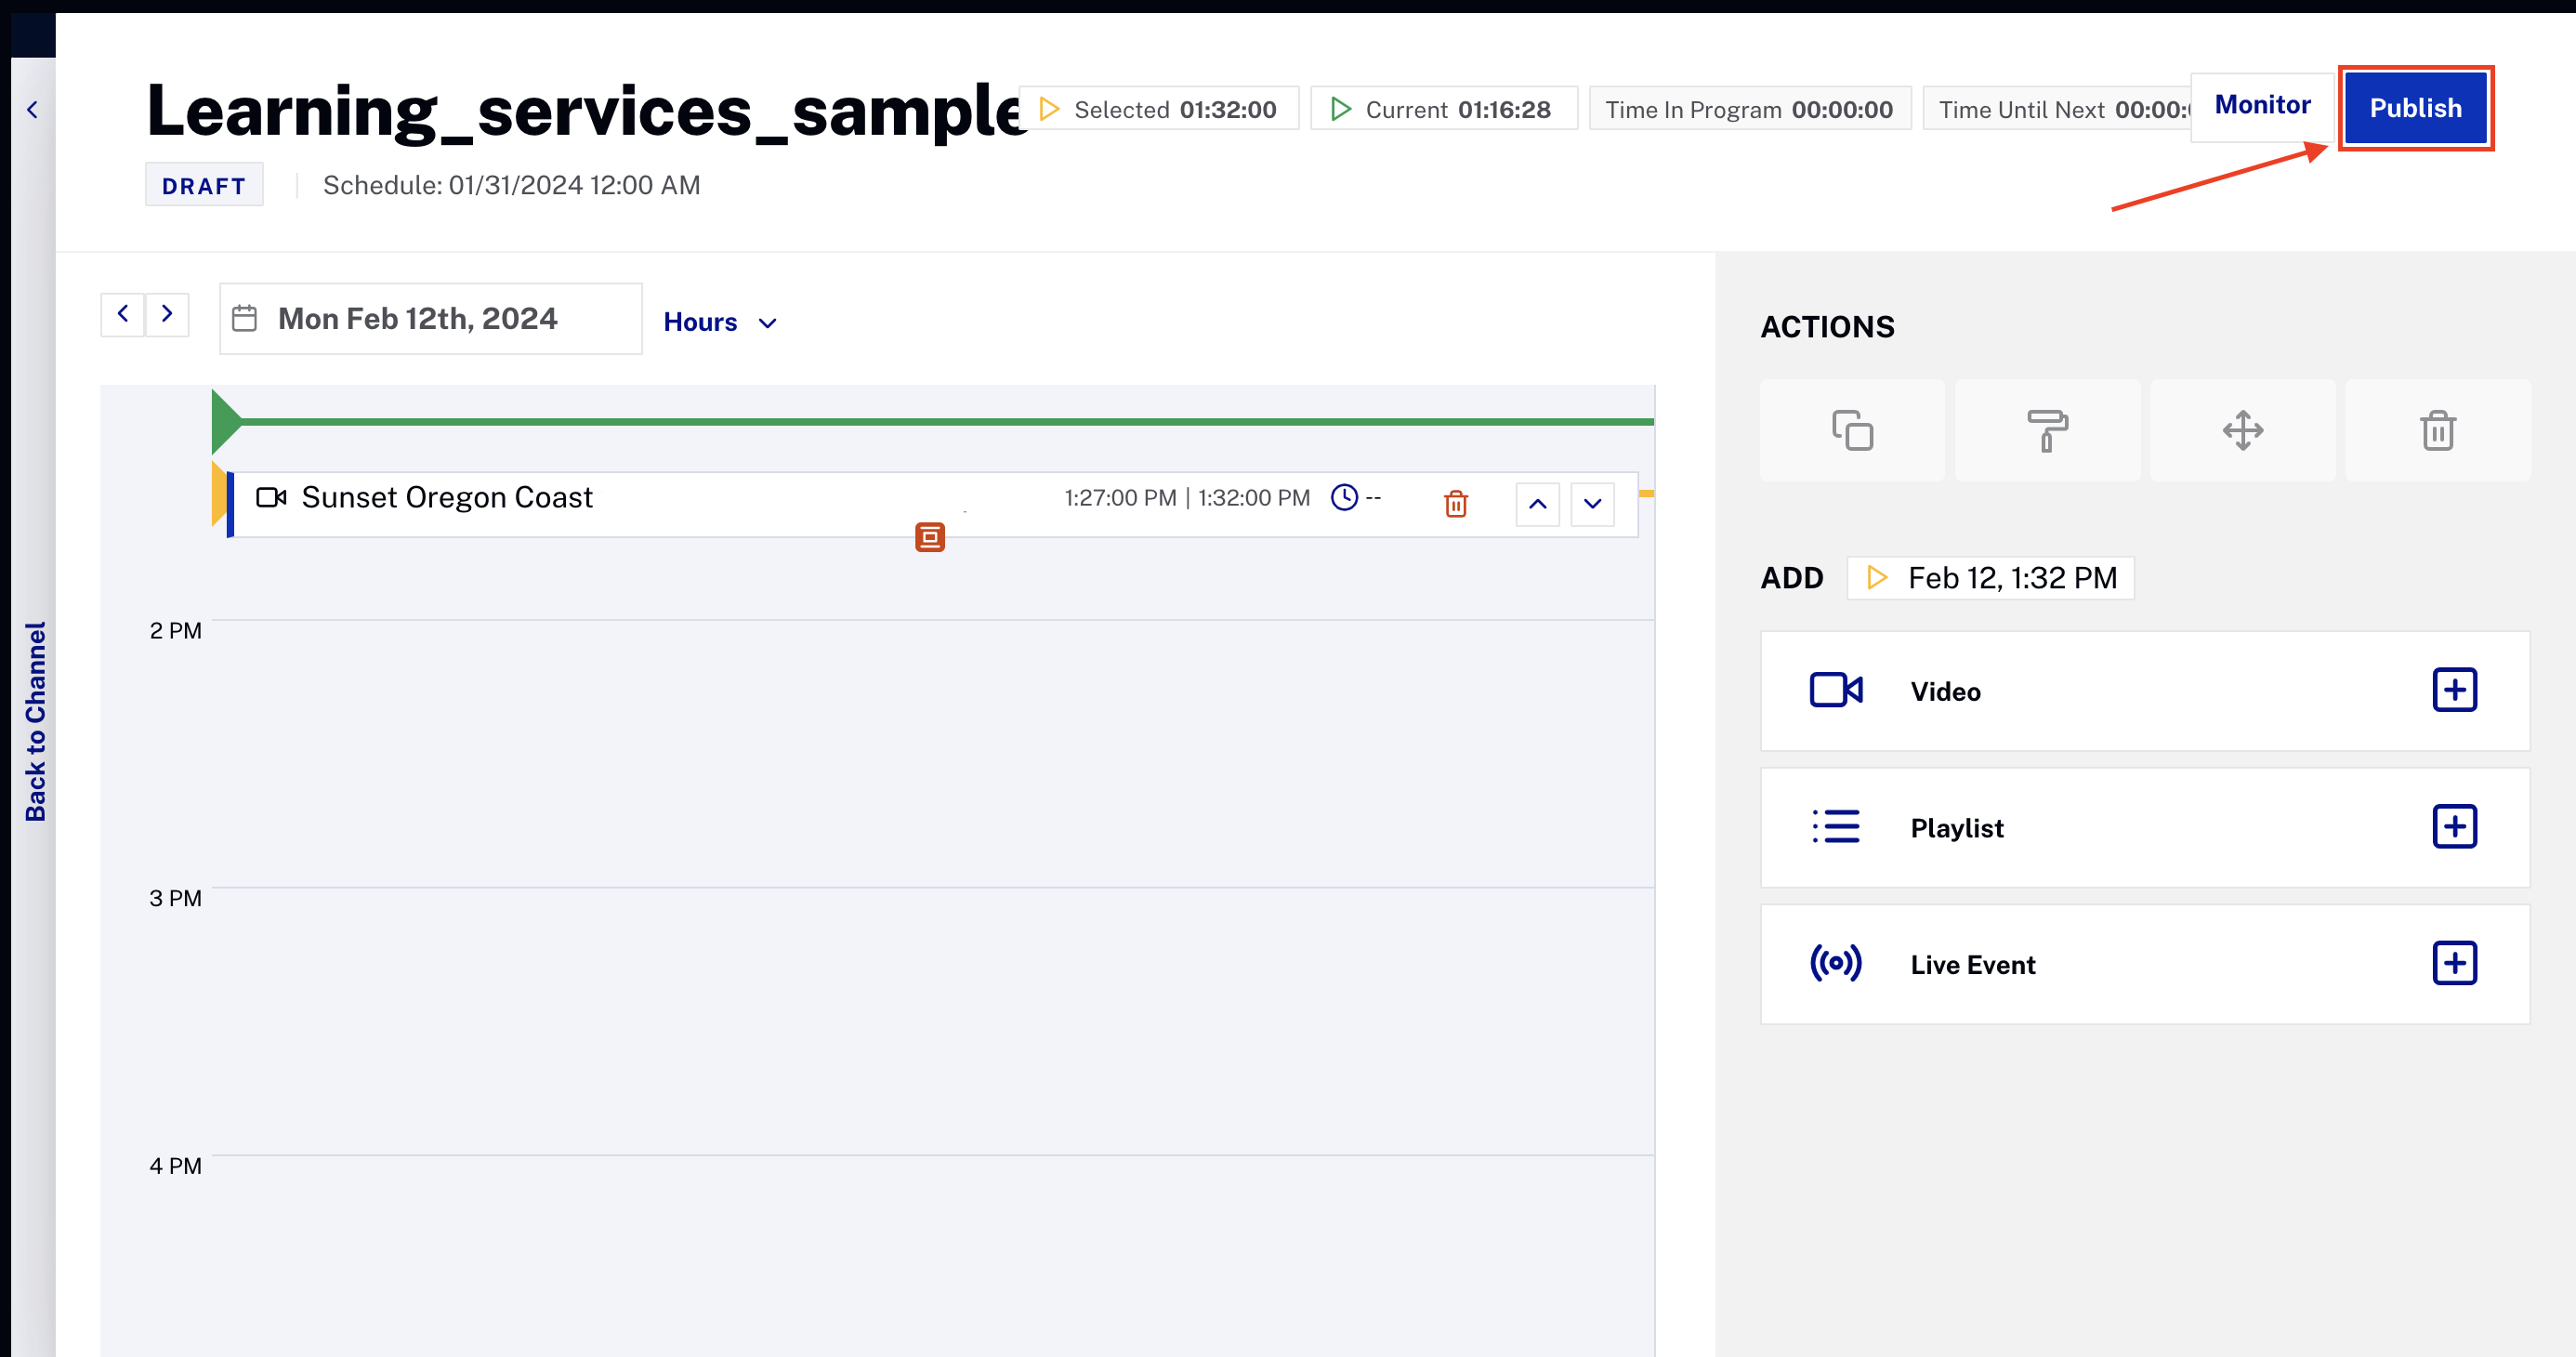 Learning_services_sample
Selected 01:32:00
Current 01:16:28
Time In Program 00:00:00
Time Until Next 00:00:
Monitor
Publish
DRAFT
Schedule: 01/31/2024 12:00 AM
Back to Channel
Mon Feb 12th, 2024
Hours
Sunset Oregon Coast
1:27:00 PM | 1:32:00 PM
--
2 PM
3 PM
4 PM
ACTIONS
ADD
Feb 12, 1:32 PM
Video
Playlist
Live Event